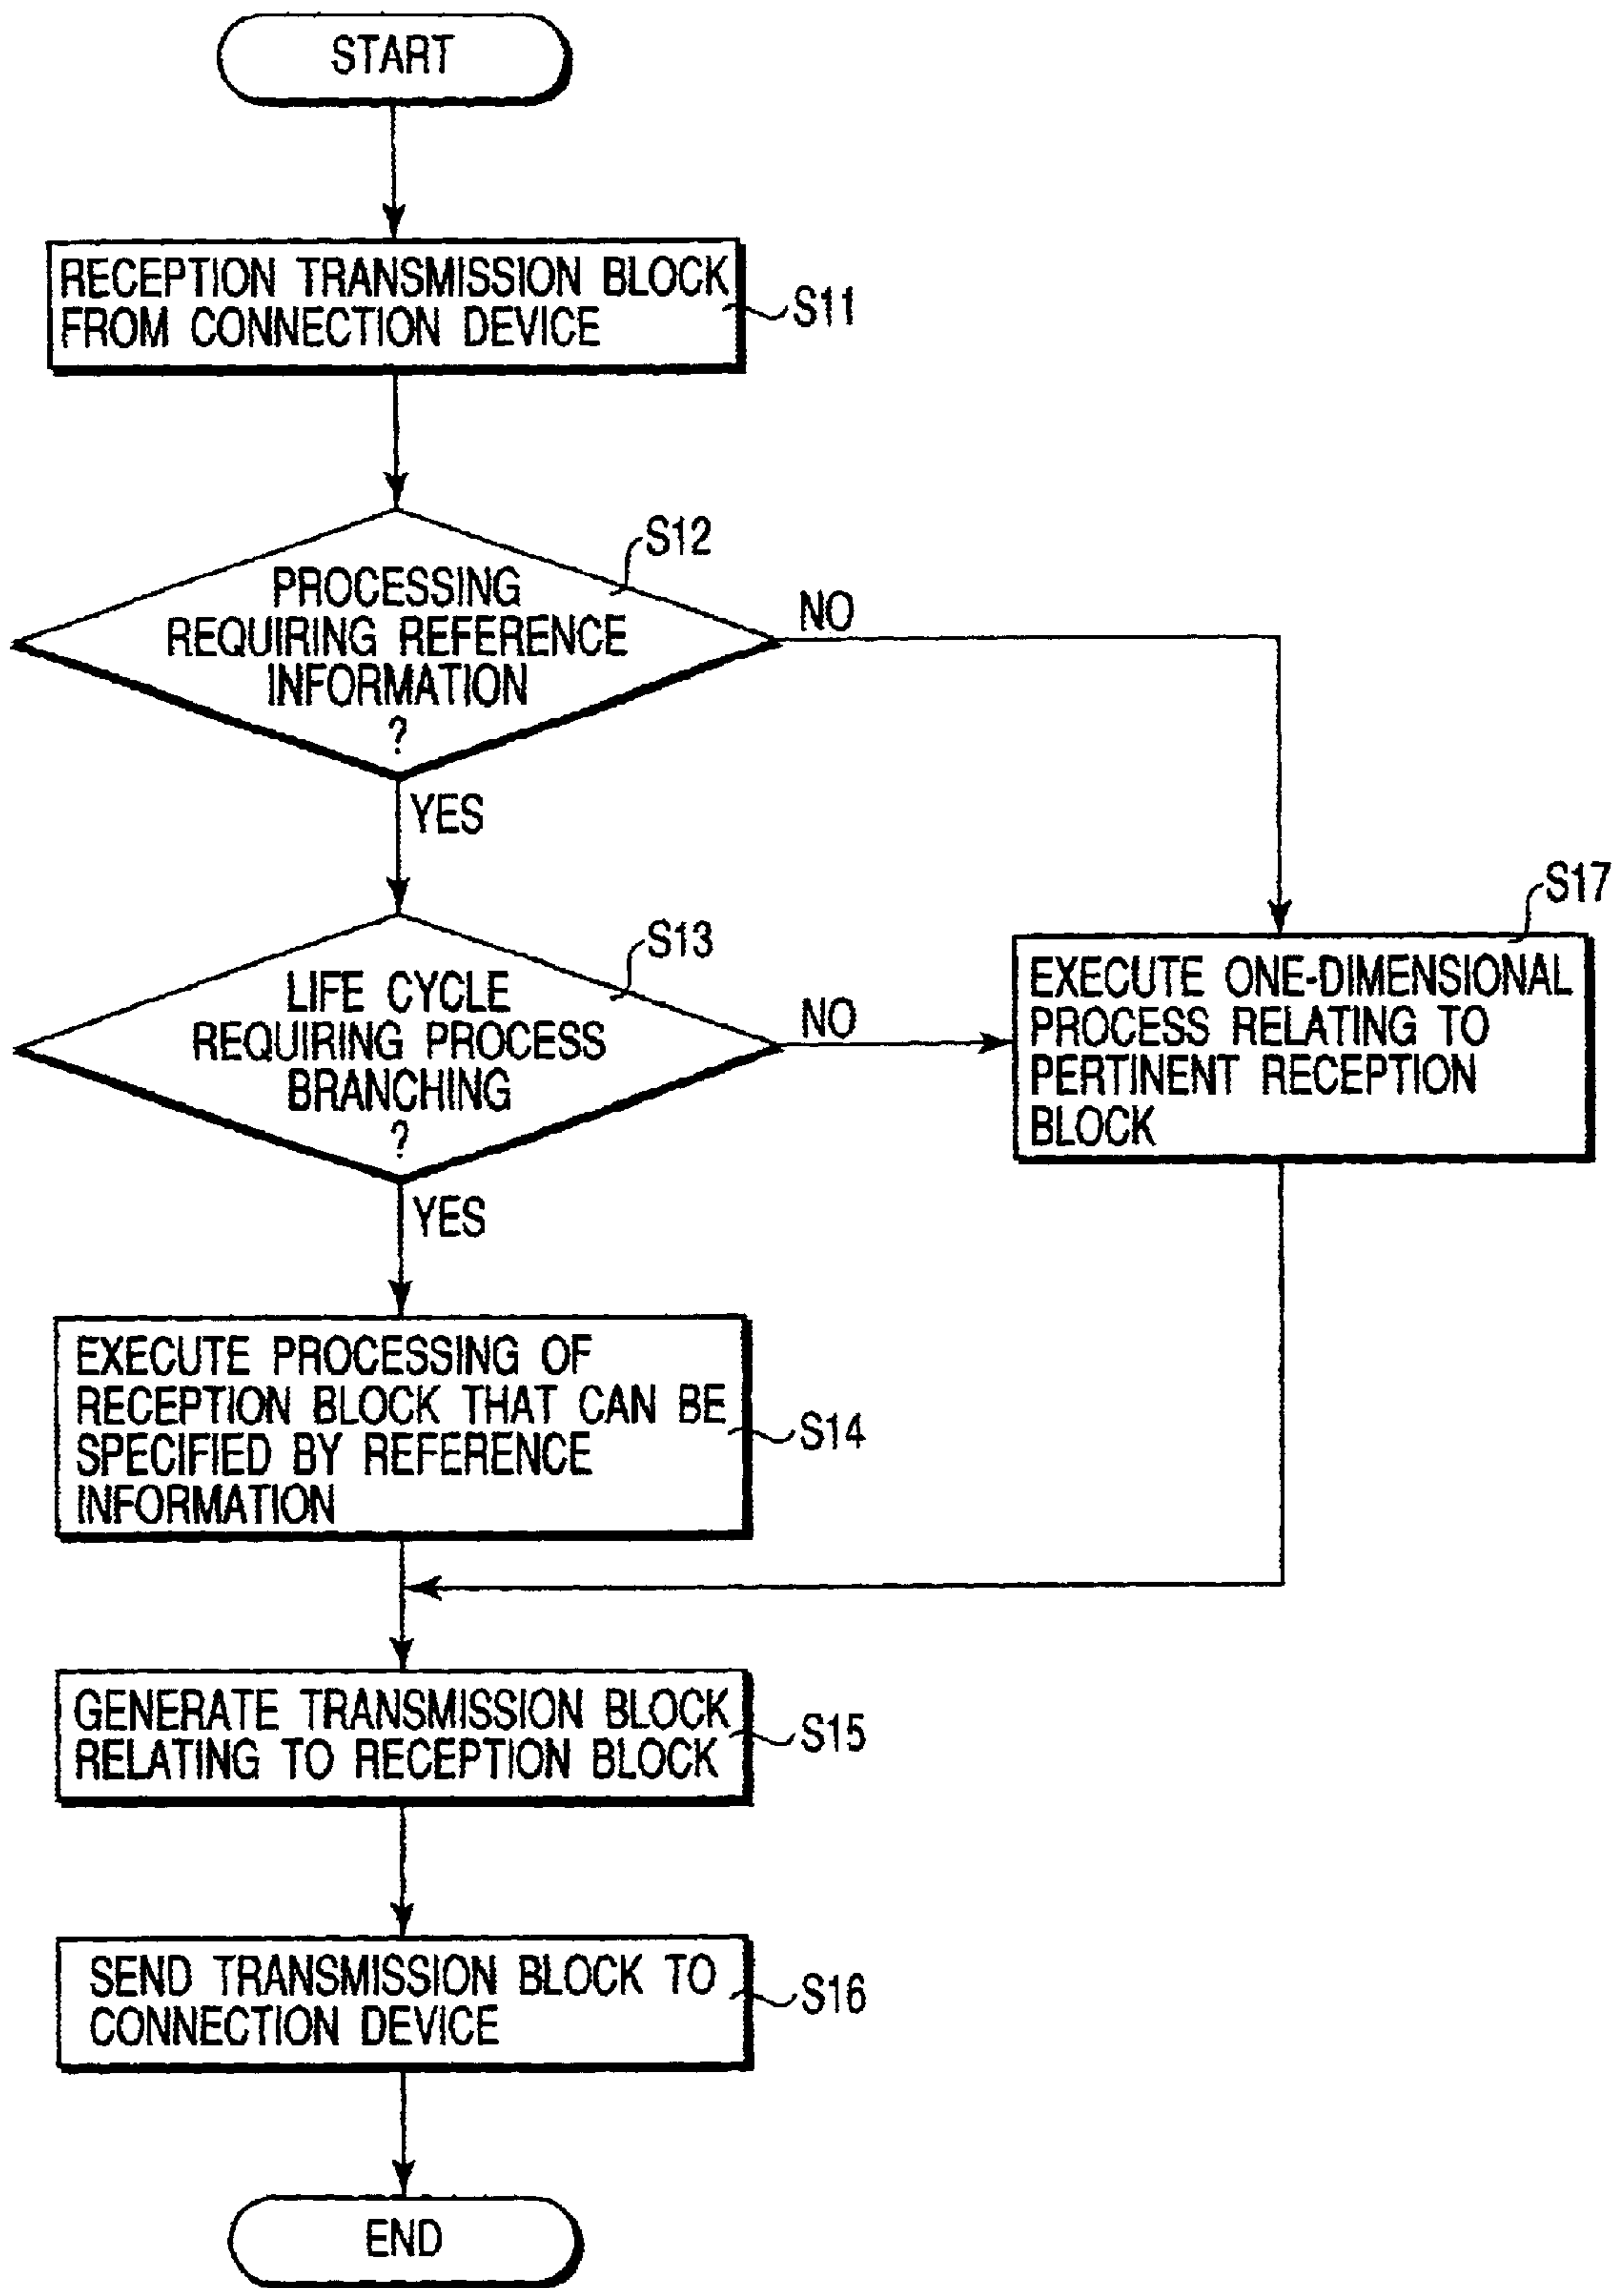 START
RECEPTION TRANSMISSION BLOCK
FROM CONNECTION DEVICE
S11
S12
PROCESSING
REQUIRING REFERENCE
INFORMATION
?
NO
YES
S13
LIFE CYCLE
REQUIRING PROCESS
BRANCHING
?
NO
YES
S17
EXECUTE ONE-DIMENSIONAL
PROCESS RELATING TO
PERTINENT RECEPTION
BLOCK
EXECUTE PROCESSING OF
RECEPTION BLOCK THAT CAN BE
SPECIFIED BY REFERENCE
INFORMATION
S14
GENERATE TRANSMISSION BLOCK
RELATING TO RECEPTION BLOCK
S15
SEND TRANSMISSION BLOCK TO
CONNECTION DEVICE
S16
END